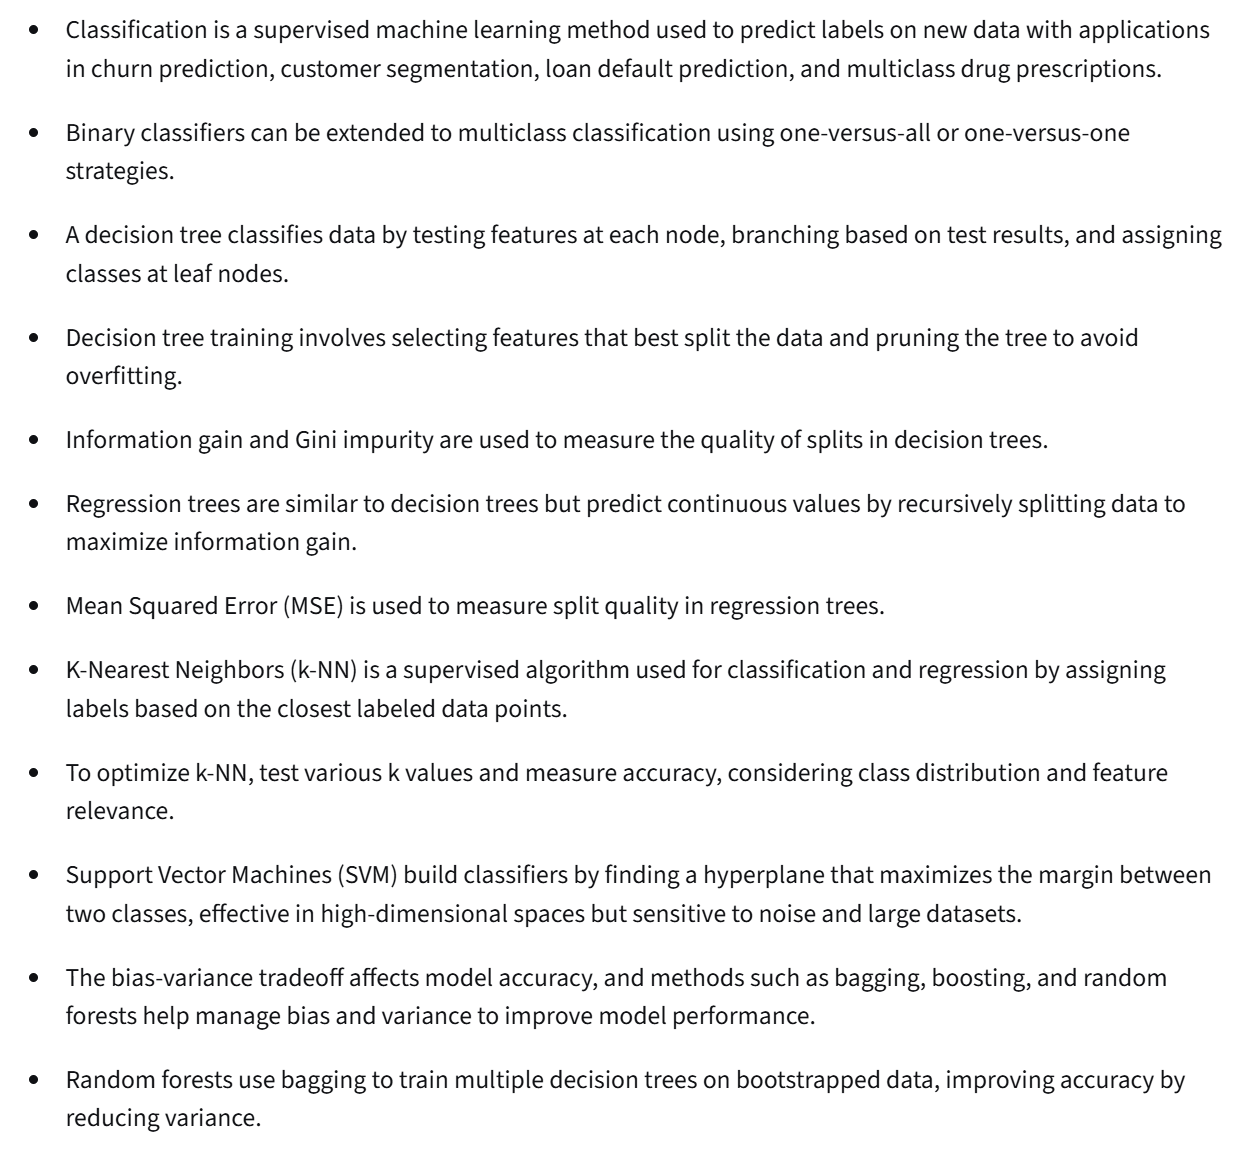 • Classification is a supervised machine learning method used to predict labels on new data with applications
in churn prediction, customer segmentation, loan default prediction, and multiclass drug prescriptions.
• Binary classifiers can be extended to multiclass classification using one-versus-all or one-versus-one
strategies.
• A decision tree classifies data by testing features at each node, branching based on test results, and assigning
classes at leaf nodes.
• Decision tree training involves selecting features that best split the data and pruning the tree to avoid
overfitting.
• Information gain and Gini impurity are used to measure the quality of splits in decision trees.
• Regression trees are similar to decision trees but predict continuous values by recursively splitting data to
maximize information gain.
• Mean Squared Error (MSE) is used to measure split quality in regression trees.
• K-Nearest Neighbors (k-NN) is a supervised algorithm used for classification and regression by assigning
labels based on the closest labeled data points.
• To optimize k-NN, test various k values and measure accuracy, considering class distribution and feature
relevance.
• Support Vector Machines (SVM) build classifiers by finding a hyperplane that maximizes the margin between
two classes, effective in high-dimensional spaces but sensitive to noise and large datasets.
• The bias-variance tradeoff affects model accuracy, and methods such as bagging, boosting, and random
forests help manage bias and variance to improve model performance.
• Random forests use bagging to train multiple decision trees on bootstrapped data, improving accuracy by
reducing variance.